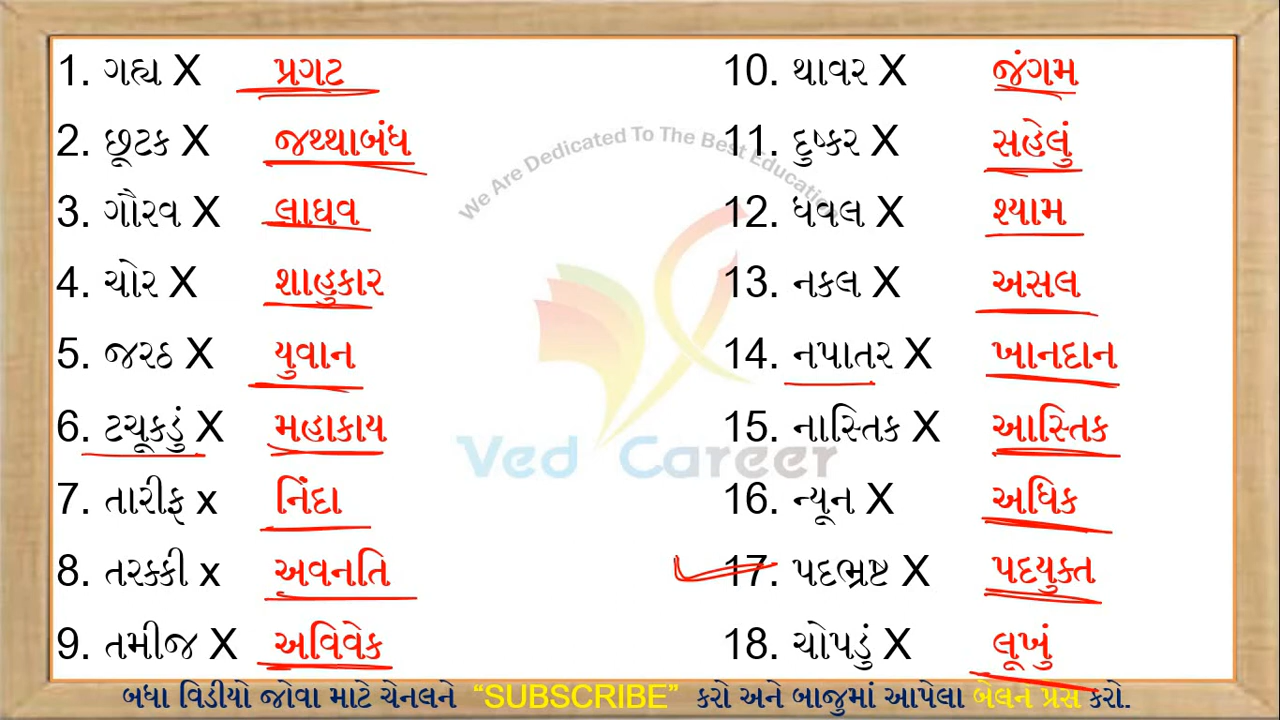 1. ગહ્ય X પ્રગટ
2. છૂટક X જથ્થાબંધ
3. ગૌરવ X લાઘવ
4. ચોર X શાહુકાર
5. જરઠ X યુવાન
6. ટચૂકડું X મહાકાય
7. તારીફ x નિંદા
8. તરક્કી x અવનતિ
9. તમીજ X અવિવેક
10. થાવર X જંગમ
11. દુષ્કર X સહેલું
12. ધવલ X શ્યામ
13. નકલ X અસલ
14. નપાતર X ખાનદાન
15. નાસ્તિક X આસ્તિક
16. ન્યૂન X અધિક
17. પદભ્રષ્ટ X પદયુક્ત
18. ચોપડું X લૂખું
We Are Dedicated To The Best Education
Ved Career
બધા વિડીયો જોવા માટે ચેનલને “SUBSCRIBE” કરો અને બાજુમાં આપેલા બેલન પ્રેસ કરો.